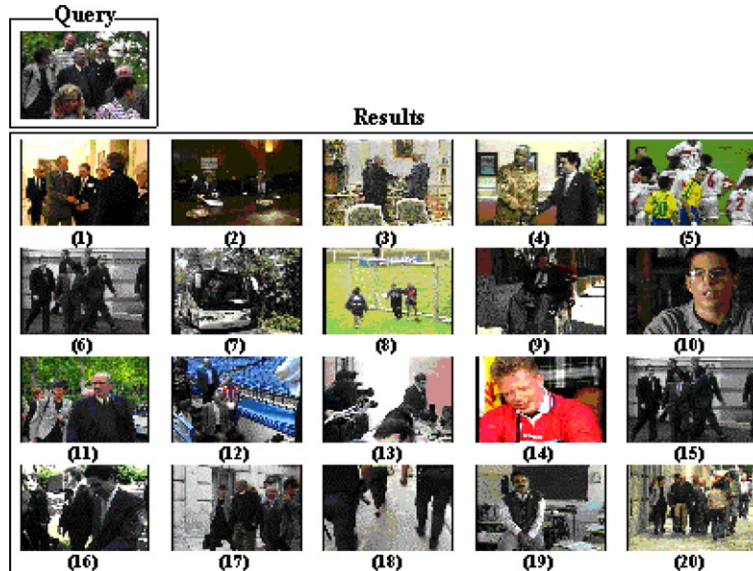 Query
Results
(1) (2) (3) (4) (5)
(6) (7) (8) (9) (10)
(11) (12) (13) (14) (15)
(16) (17) (18) (19) (20)